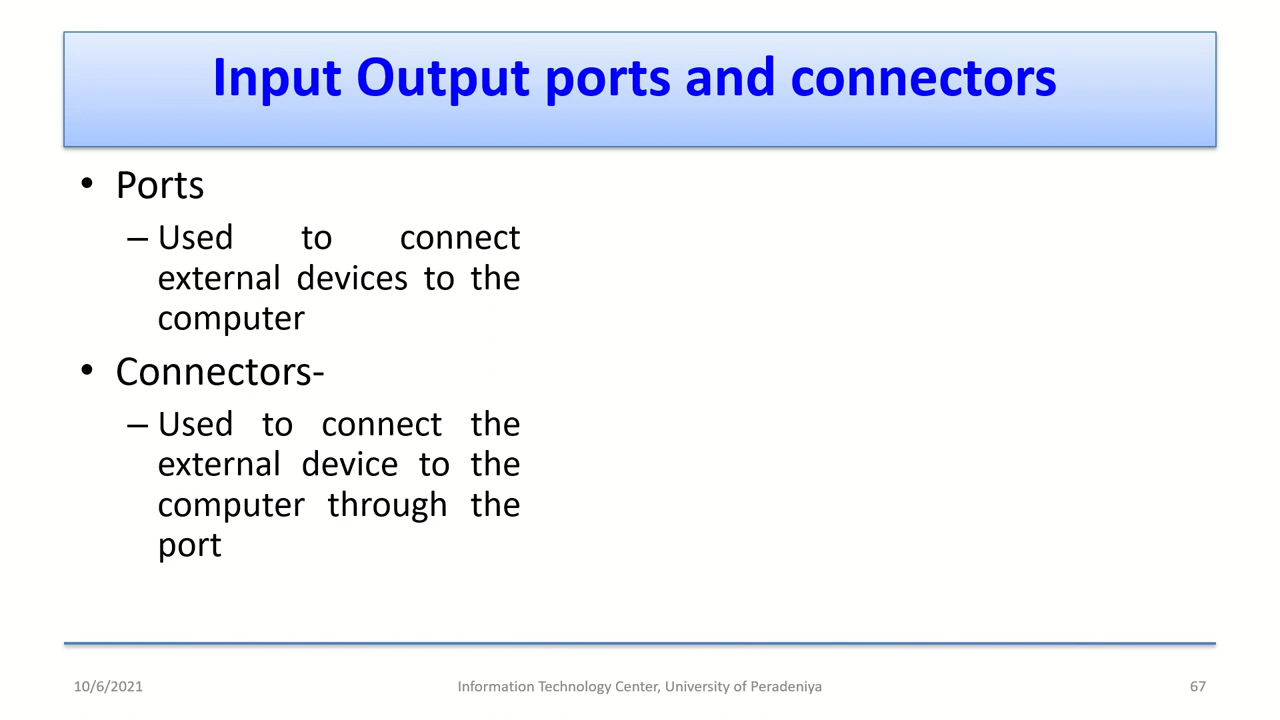 Input Output ports and connectors
• Ports
– Used to connect
external devices to the
computer
• Connectors-
– Used to connect the
external device to the
computer through the
port
10/6/2021
Information Technology Center, University of Peradeniya
67